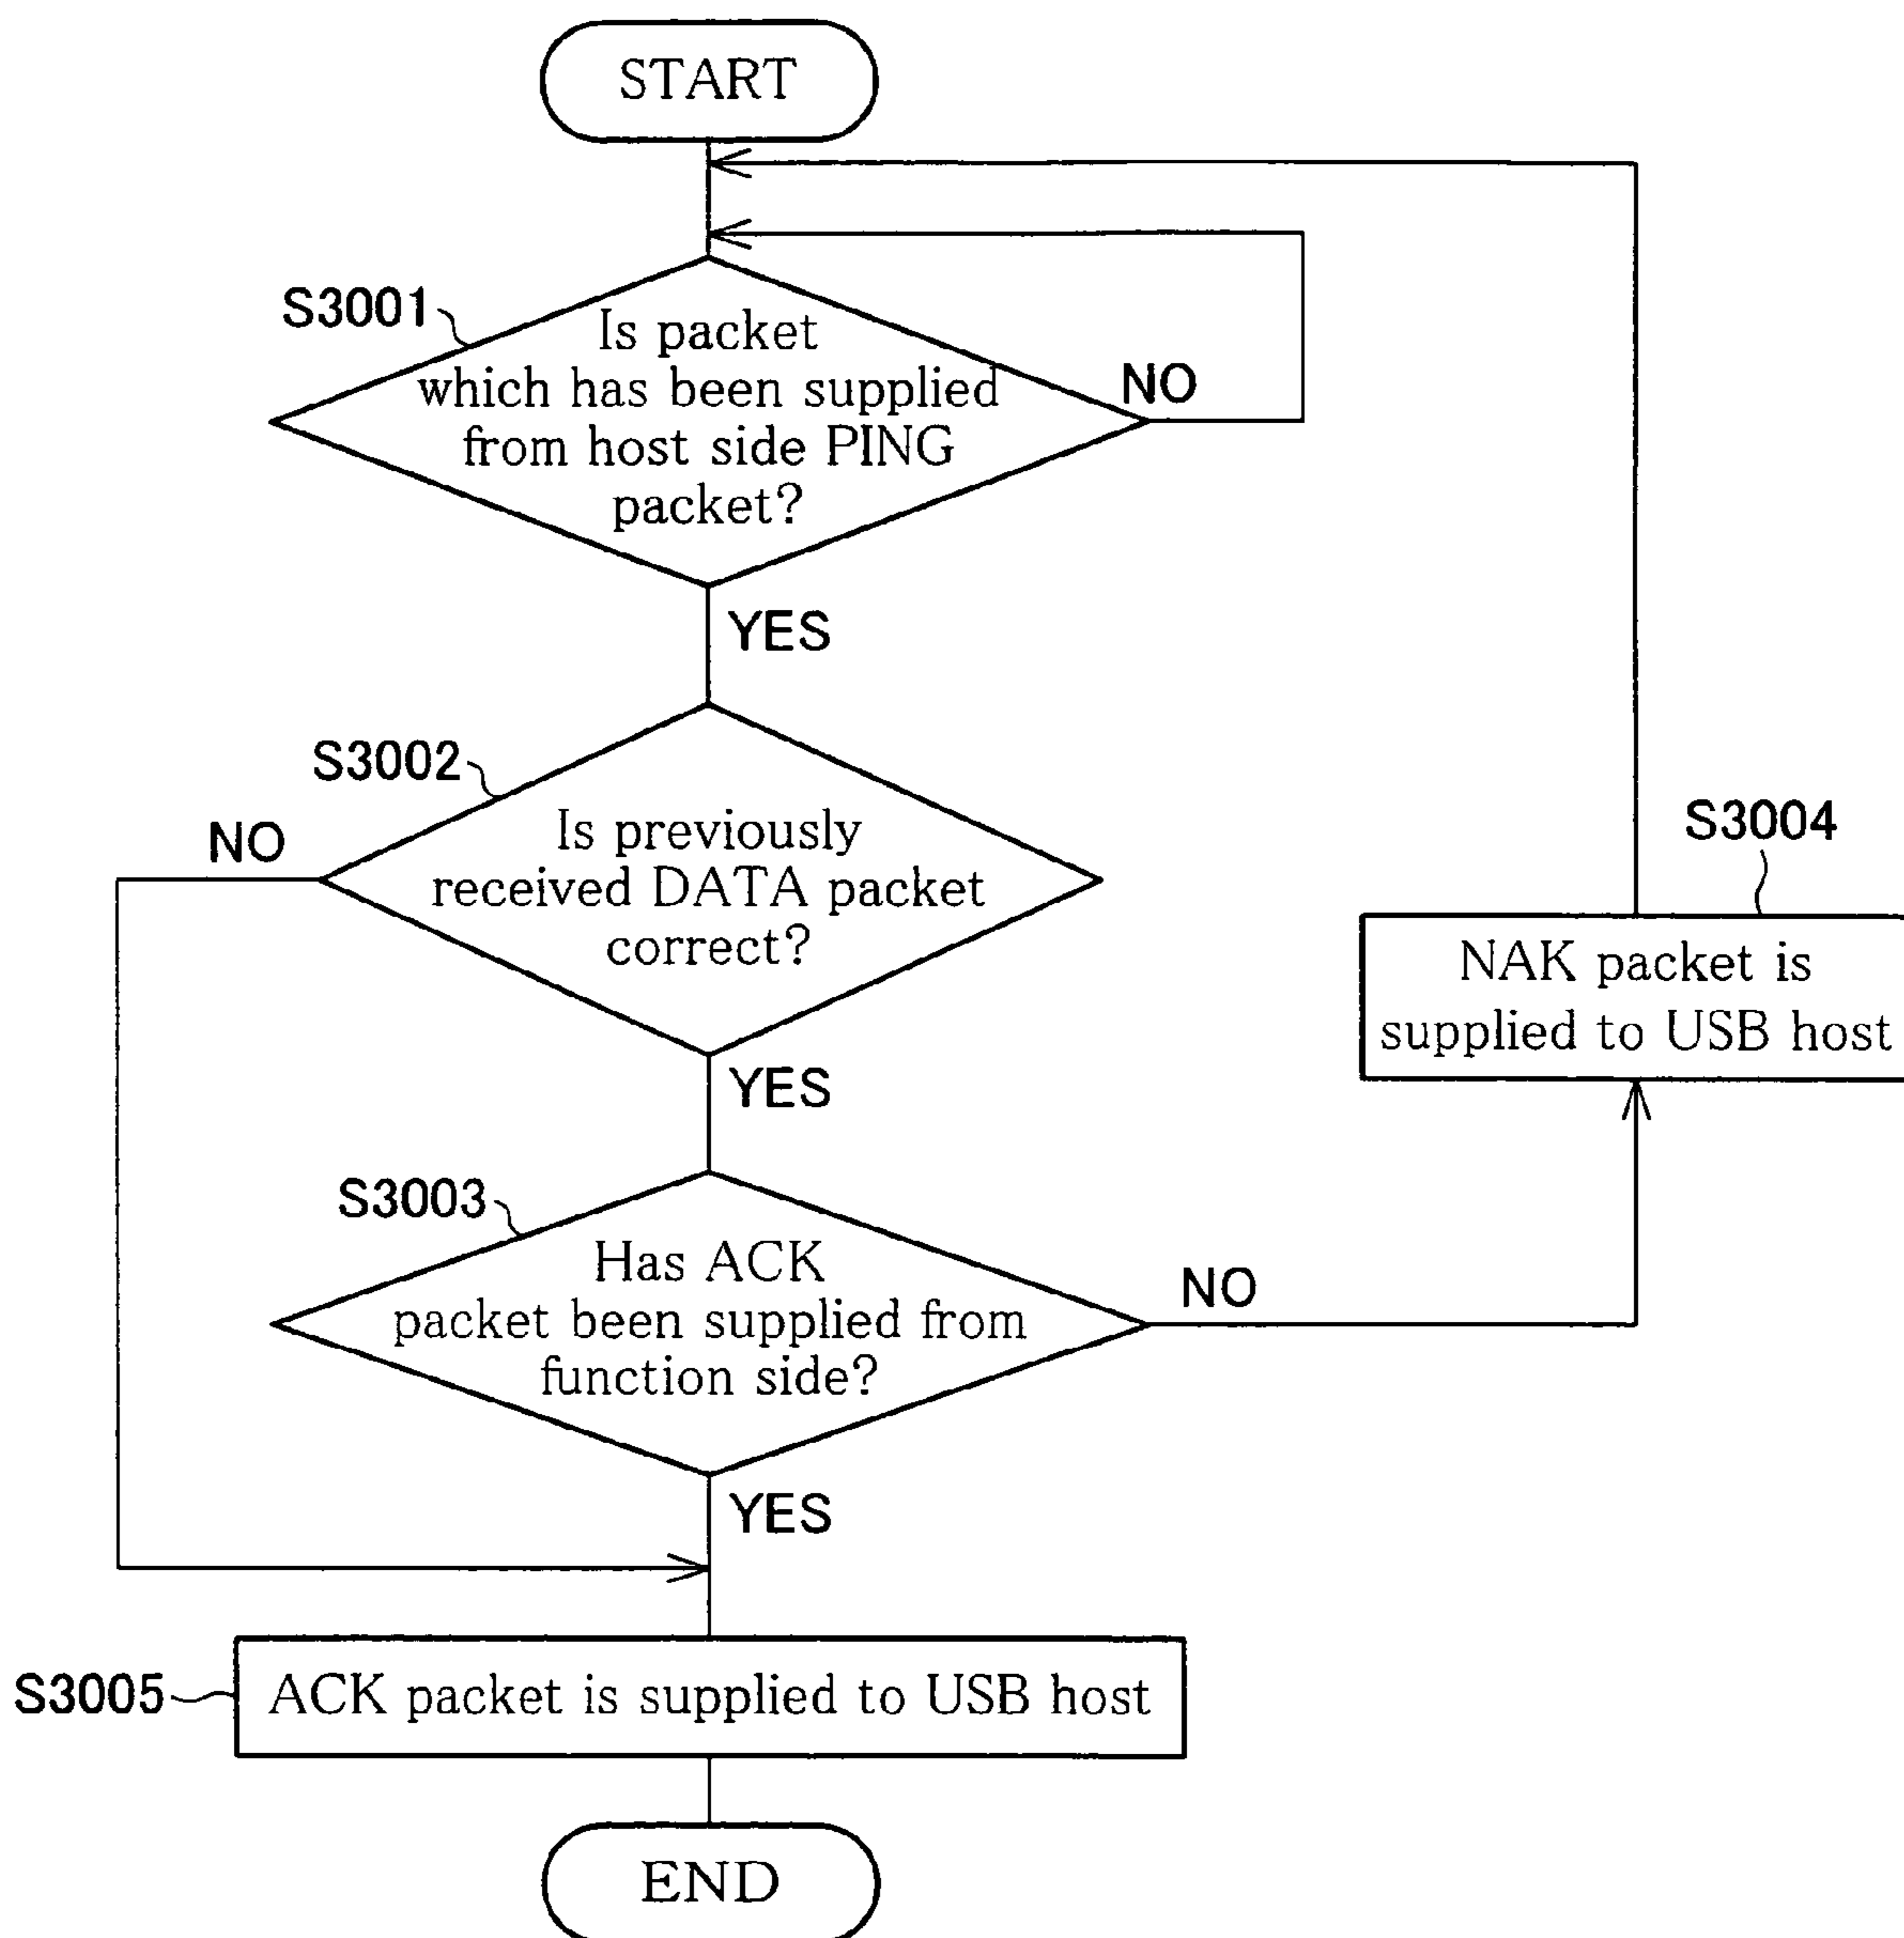 START
S3001
Is packet
which has been supplied
from host side PING
packet?
NO
YES
S3002
NO
Is previously
received DATA packet
correct?
YES
S3004
NAK packet is
supplied to USB host
S3003
Has ACK
packet been supplied from
function side?
NO
YES
S3005
ACK packet is supplied to USB host
END